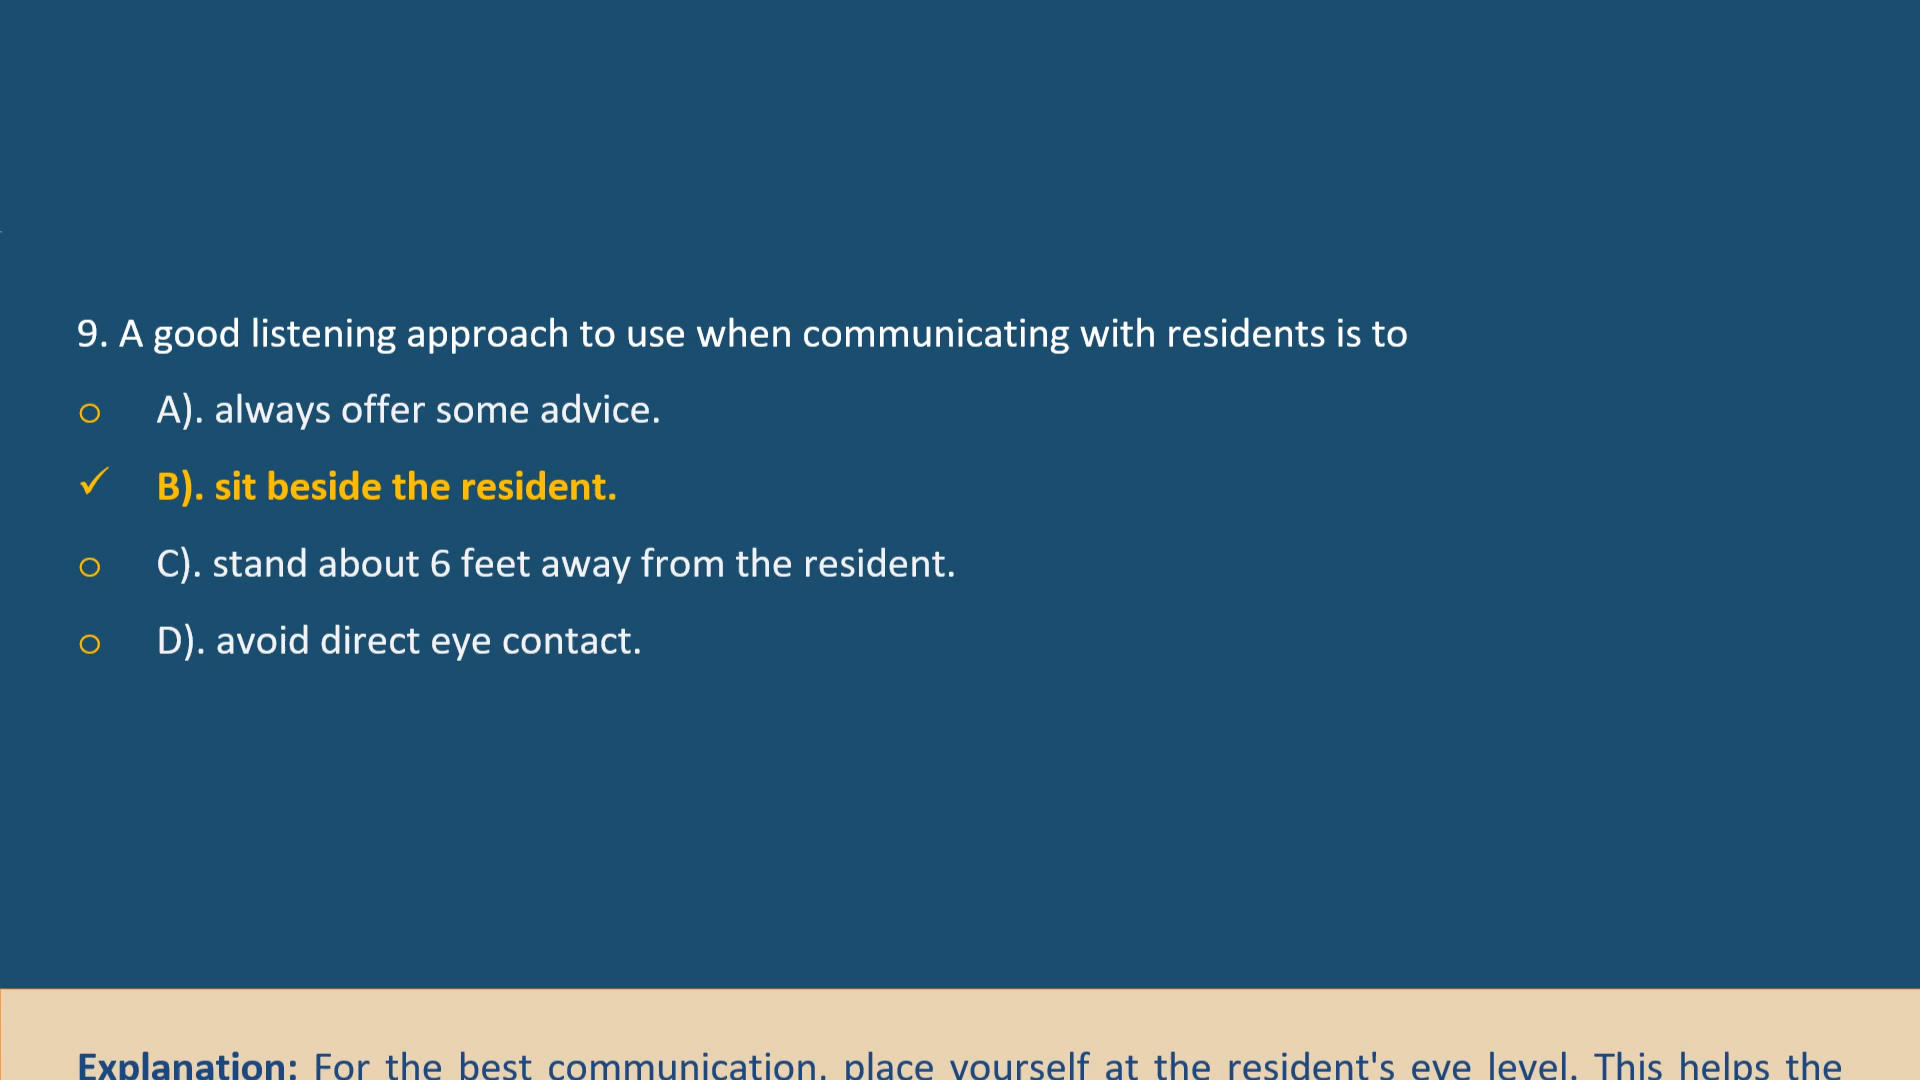 9. A good listening approach to use when communicating with residents is to
o A). always offer some advice.
✓ B). sit beside the resident.
o C). stand about 6 feet away from the resident.
o D). avoid direct eye contact.
Explanation: For the best communication, place yourself at the resident's eye level. This helps the